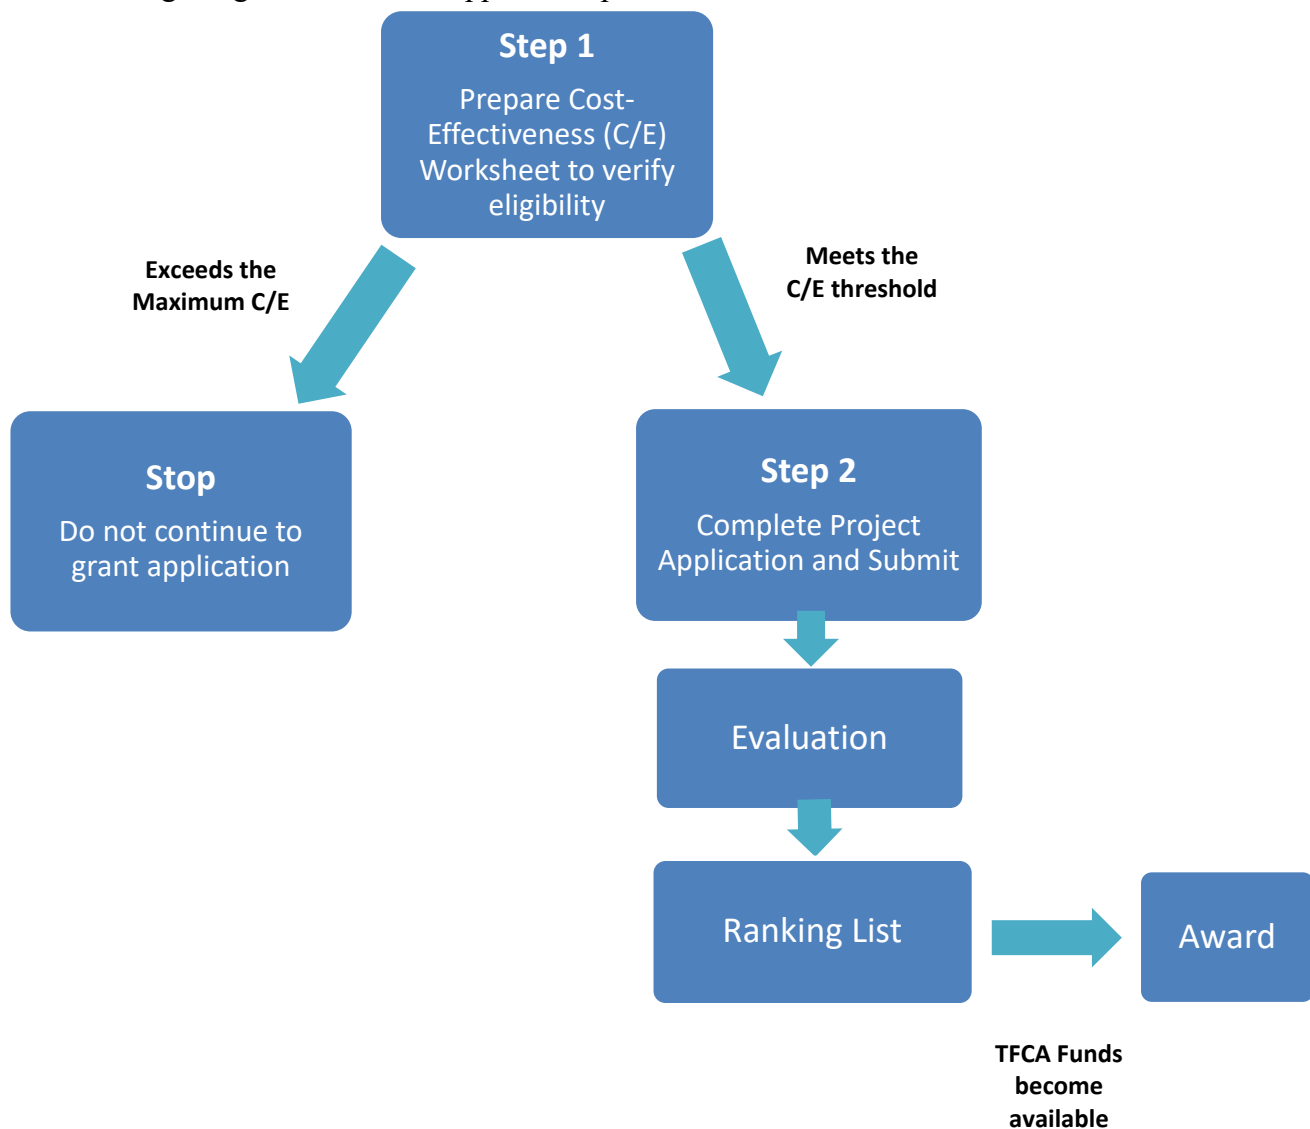 Step 1
Prepare Cost-
Effectiveness (C/E)
Worksheet to verify
eligibility
Exceeds the
Maximum C/E
Meets the
C/E threshold
Stop
Do not continue to
grant application
Step 2
Complete Project
Application and Submit
Evaluation
Ranking List
Award
TFCA Funds
become
available